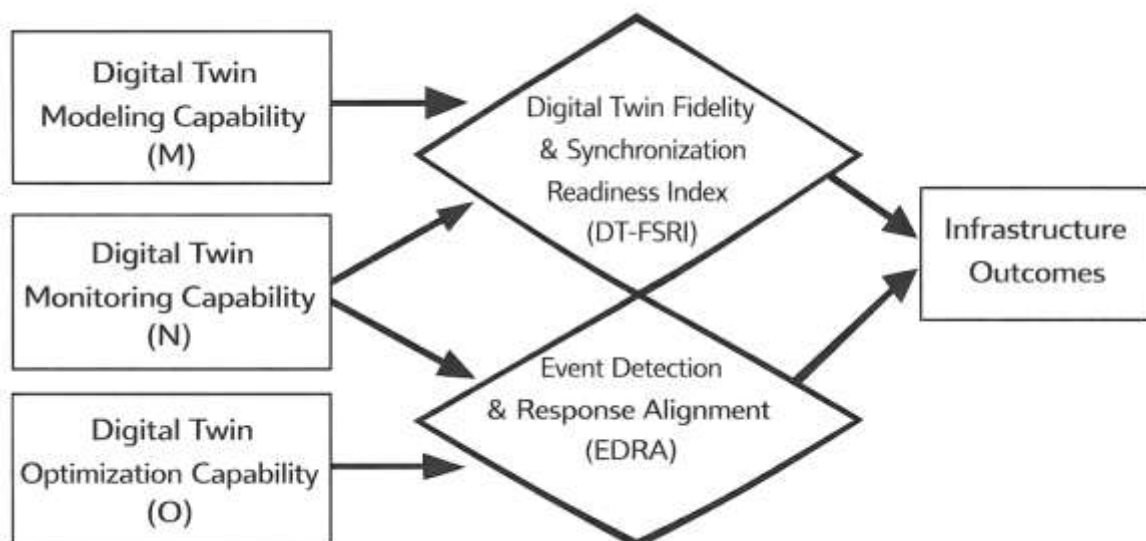 Digital Twin
Modeling Capability
(M)
Digital Twin
Monitoring Capability
(N)
Digital Twin
Optimization Capability
(O)
Digital Twin Fidelity
& Synchronization
Readiness Index
(DT-FSRI)
Event Detection
& Response Alignment
(EDRA)
Infrastructure
Outcomes